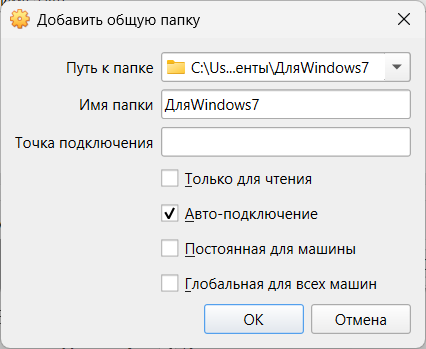 Добавить общую папку
Путь к папке C:\Us...енты\ДляWindows7
Имя папки ДляWindows7
Точка подключения
Только для чтения
Авто-подключение
Постоянная для машины
Глобальная для всех машин
OK Отмена